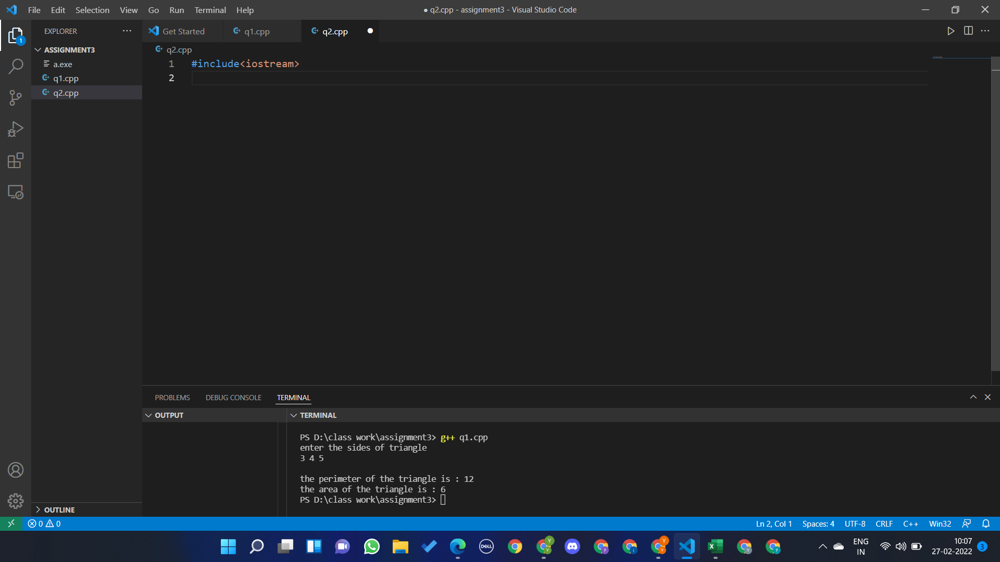 File Edit Selection View Go Run Terminal Help
● q2.cpp - assignment3 - Visual Studio Code
EXPLORER
Get Started
q1.cpp
q2.cpp
1
ASSIGNMENT3
a.exe
q1.cpp
q2.cpp
q2.cpp
1 #include<iostream>
2
PROBLEMS DEBUG CONSOLE TERMINAL
OUTPUT
TERMINAL
PS D:\class work\assignment3> g++ q1.cpp
enter the sides of triangle
3 4 5
the perimeter of the triangle is : 12
the area of the triangle is : 6
PS D:\class work\assignment3>
OUTLINE
0 0
Ln 2, Col 1 Spaces: 4 UTF-8 CRLF C++ Win32
DELL
ENG
IN
10:07
27-02-2022
3